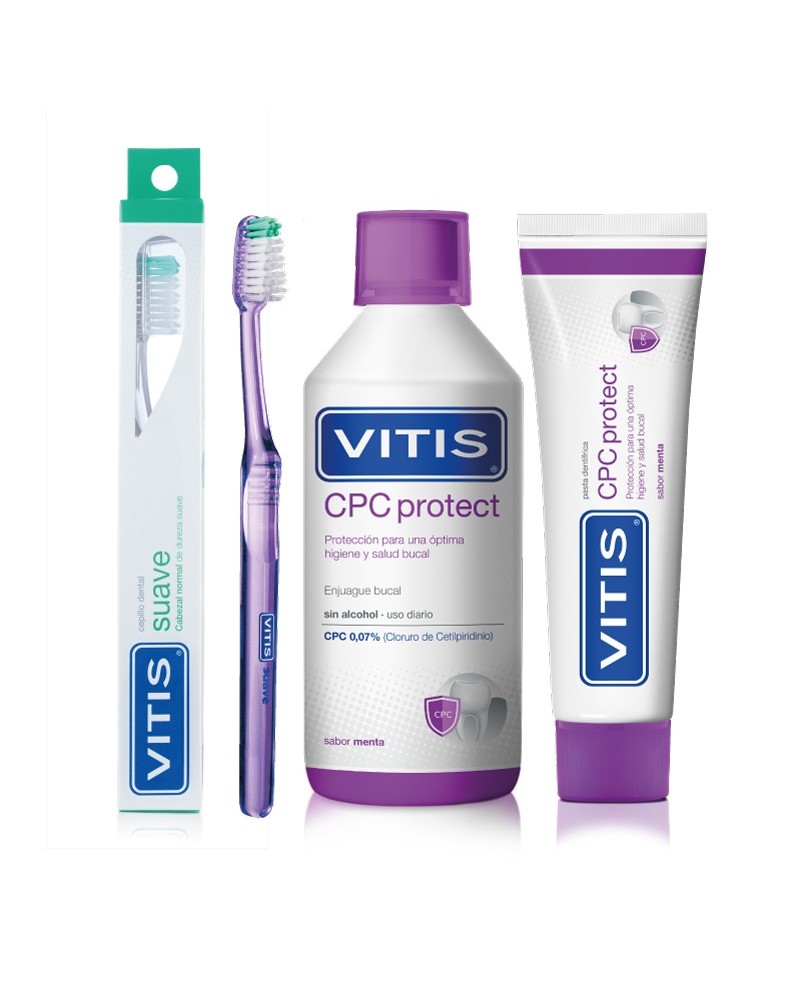 cepillo dental
suave
Cabezal normal de dureza suave
VITIS®
VITIS
suave
VITIS®
CPC protect
Protección para una óptima
higiene y salud bucal
Enjuague bucal
sin alcohol · uso diario
CPC 0,07% (Cloruro de Cetilpiridinio)
CPC
sabor menta
CPC
pasta dentífrica
CPC protect
Protección para una óptima
higiene y salud bucal
sabor menta
VITIS®